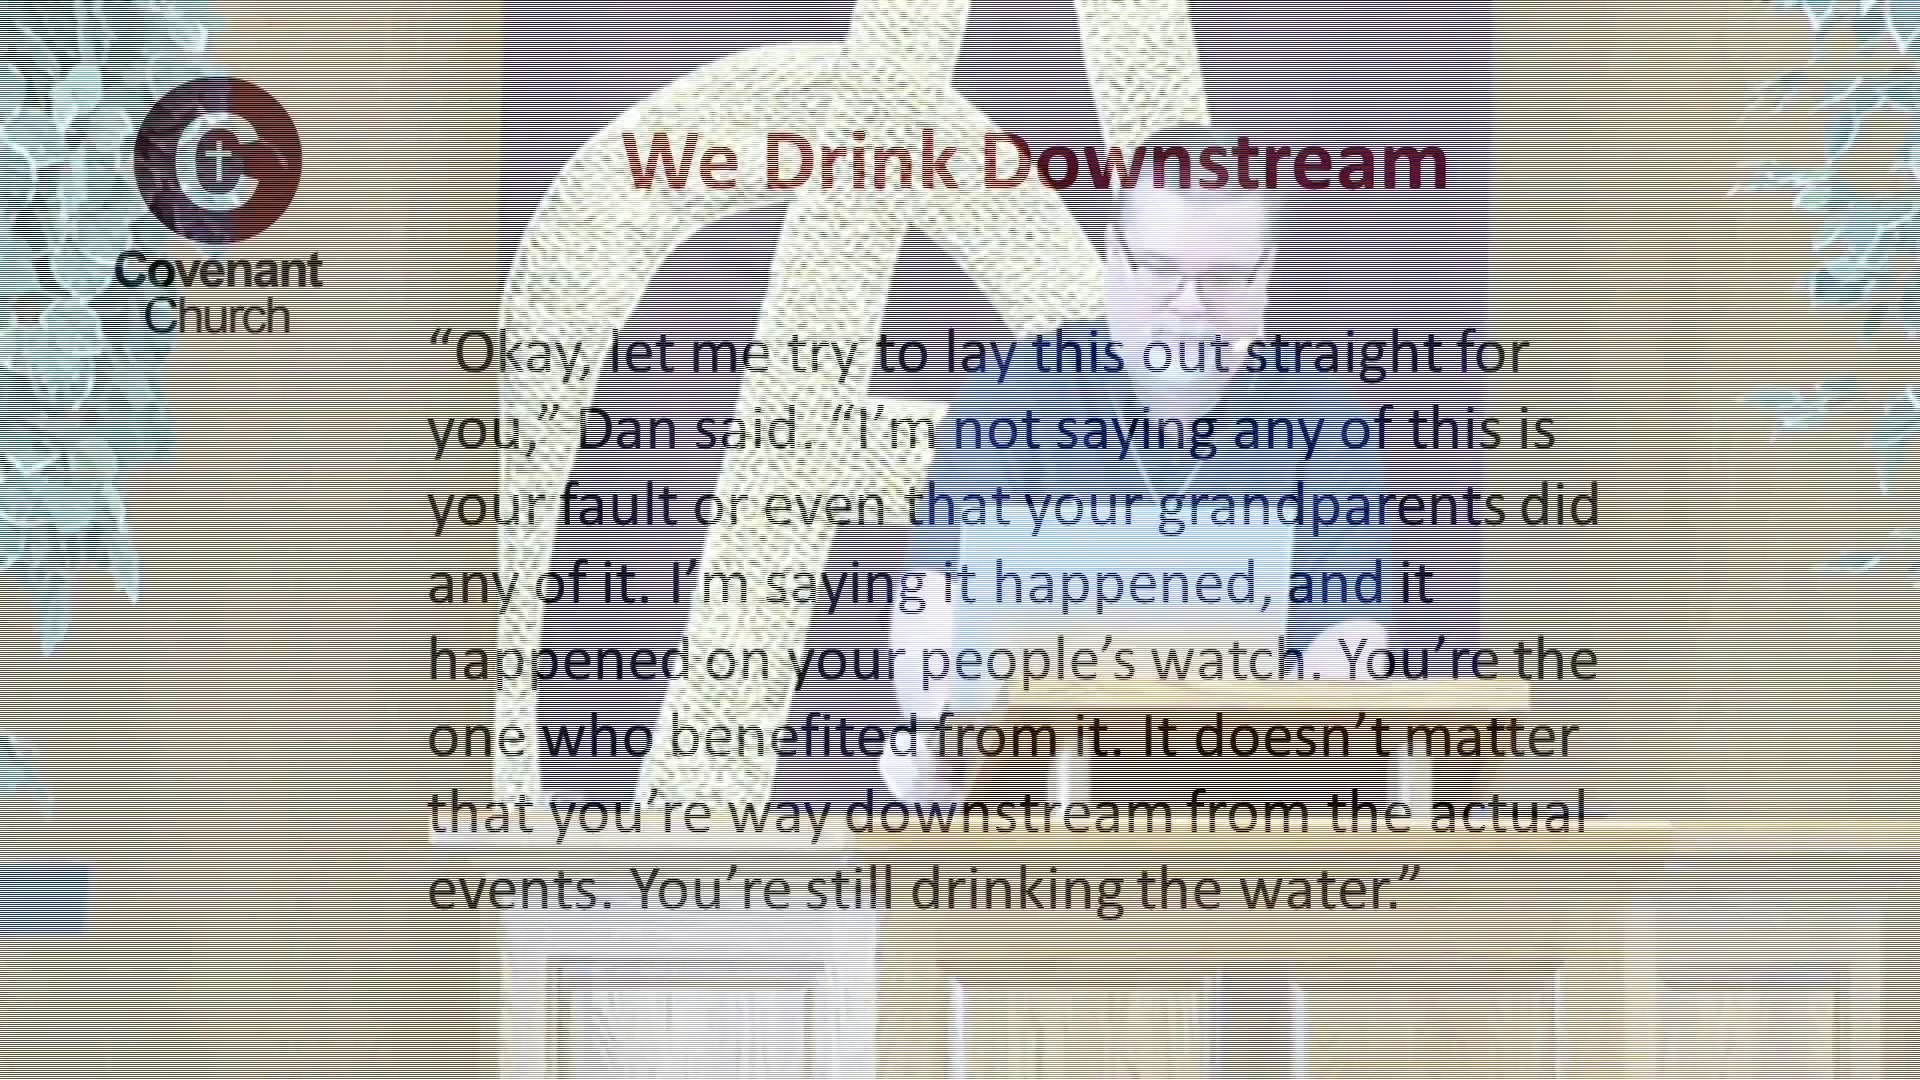 We Drink Downstream
Covenant
Church
“Okay, let me try to lay this out straight for
you,” Dan said. “I’m not saying any of this is
your fault or even that your grandparents did
any of it. I’m saying it happened, and it
happened on your people’s watch. You’re the
one who benefited from it. It doesn’t matter
that you’re way downstream from the actual
events. You’re still drinking the water.”